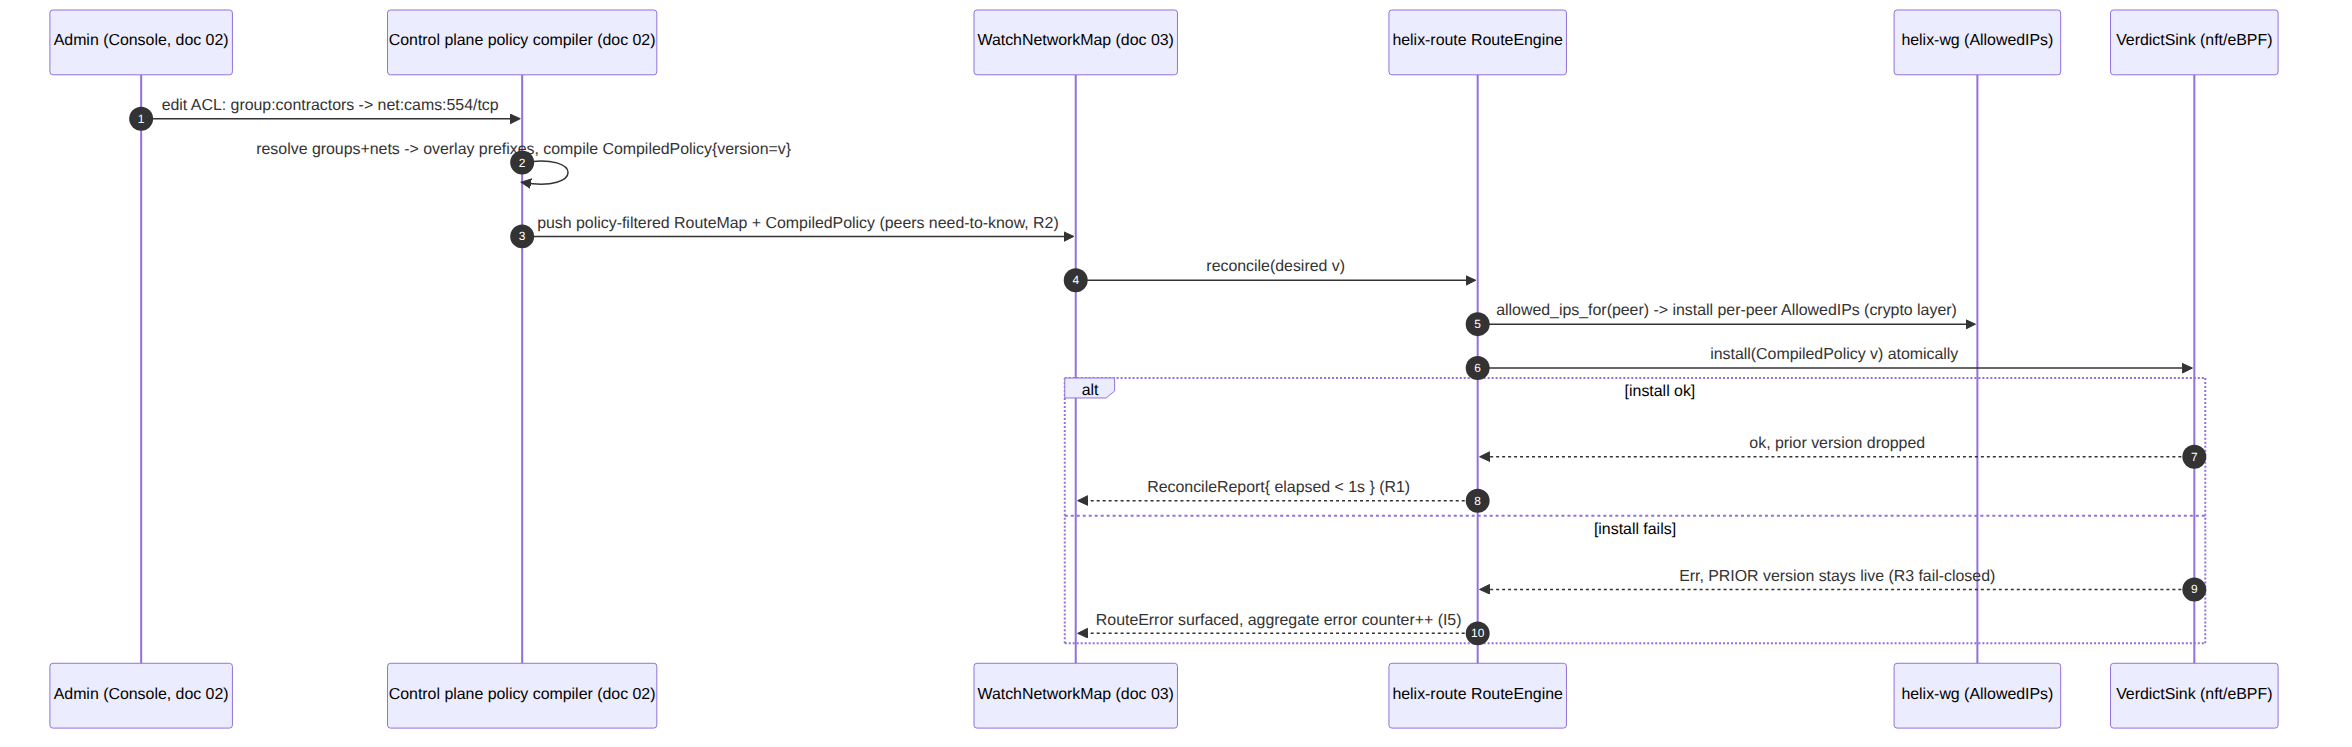 Admin (Console, doc 02)
Control plane policy compiler (doc 02)
WatchNetworkMap (doc 03)
helix-route RouteEngine
helix-wg (AllowedIPs)
VerdictSink (nft/eBPF)
edit ACL: group:contractors -> net:cams:554/tcp
1
resolve groups+nets -> overlay prefixes, compile CompiledPolicy{version=v}
2
push policy-filtered RouteMap + CompiledPolicy (peers need-to-know, R2)
3
reconcile(desired v)
4
allowed_ips_for(peer) -> install per-peer AllowedIPs (crypto layer)
5
install(CompiledPolicy v) atomically
6
alt
[install ok]
ok, prior version dropped
7
ReconcileReport{ elapsed < 1s } (R1)
8
[install fails]
Err, PRIOR version stays live (R3 fail-closed)
9
RouteError surfaced, aggregate error counter++ (I5)
10
Admin (Console, doc 02)
Control plane policy compiler (doc 02)
WatchNetworkMap (doc 03)
helix-route RouteEngine
helix-wg (AllowedIPs)
VerdictSink (nft/eBPF)